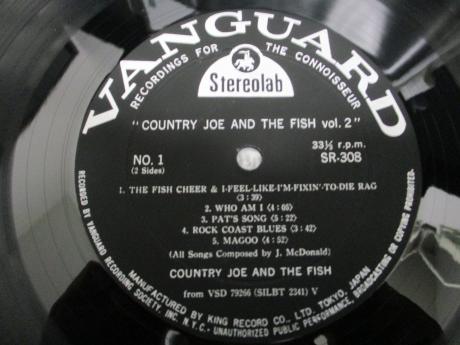 VANGUARD
RECORDINGS FOR THE CONNOISSEUR
Stereolab
"COUNTRY JOE AND THE FISH vol. 2"
NO. 1
(2 Sides)
33⅓ r.p.m.
SR-308
1. THE FISH CHEER & I-FEEL-LIKE-I'M-FIXIN'-TO-DIE RAG
(3:39)
2. WHO AM I (4:05)
3. PAT'S SONG (5:22)
4. ROCK COAST BLUES (3:42)
5. MAGOO (4:52)
(All Songs Composed by J. McDonald)
COUNTRY JOE AND THE FISH
from VSD 79266 (SILBT 2341) V
MANUFACTURED BY KING RECORD CO., LTD. TOKYO, JAPAN
RECORDED BY VANGUARD RECORDING SOCIETY, INC. N.Y.C.-UNAUTHORIZED PUBLIC PERFORMANCE, BROADCASTING OR COPYING PROHIBITED.